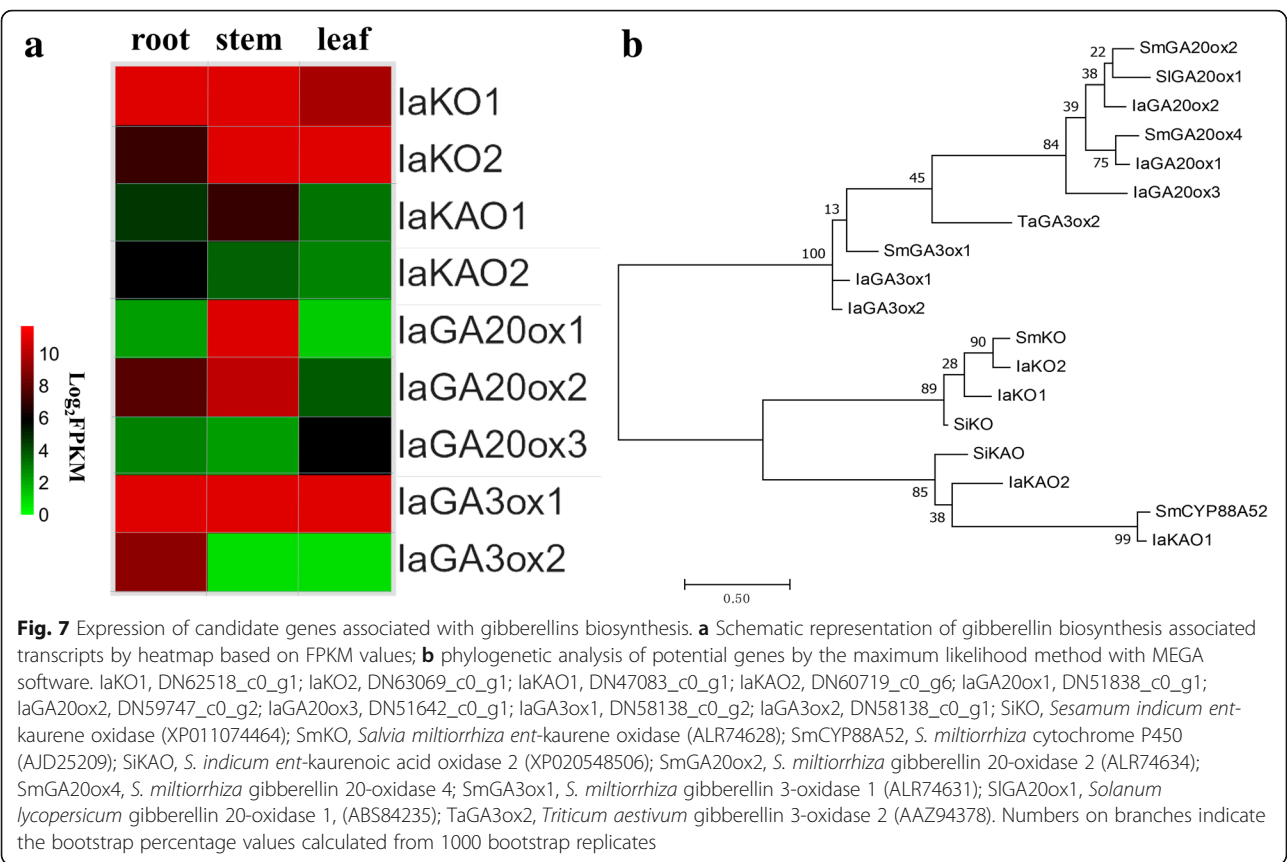 a
root stem leaf
IaKO1
IaKO2
IaKAO1
IaKAO2
IaGA20ox1
IaGA20ox2
IaGA20ox3
IaGA3ox1
IaGA3ox2
10
8
6
4
2
0
Log2FPKM
b
22
SmGA20ox2
38
SlGA20ox1
39
IaGA20ox2
84
SmGA20ox4
75
IaGA20ox1
IaGA20ox3
45
TaGA3ox2
13
SmGA3ox1
100
IaGA3ox1
IaGA3ox2
90
SmKO
28
IaKO2
89
IaKO1
SiKO
SiKAO
85
IaKAO2
38
SmCYP88A52
99
IaKAO1
0.50
Fig. 7 Expression of candidate genes associated with gibberellins biosynthesis. a Schematic representation of gibberellin biosynthesis associated
transcripts by heatmap based on FPKM values; b phylogenetic analysis of potential genes by the maximum likelihood method with MEGA
software. IaKO1, DN62518_c0_g1; IaKO2, DN63069_c0_g1; IaKAO1, DN47083_c0_g1; IaKAO2, DN60719_c0_g6; IaGA20ox1, DN51838_c0_g1;
IaGA20ox2, DN59747_c0_g2; IaGA20ox3, DN51642_c0_g1; IaGA3ox1, DN58138_c0_g2; IaGA3ox2, DN58138_c0_g1; SiKO, Sesamum indicum ent-
kaurene oxidase (XP011074464); SmKO, Salvia miltiorrhiza ent-kaurene oxidase (ALR74628); SmCYP88A52, S. miltiorrhiza cytochrome P450
(AJD25209); SiKAO, S. indicum ent-kaurenoic acid oxidase 2 (XP020548506); SmGA20ox2, S. miltiorrhiza gibberellin 20-oxidase 2 (ALR74634);
SmGA20ox4, S. miltiorrhiza gibberellin 20-oxidase 4; SmGA3ox1, S. miltiorrhiza gibberellin 3-oxidase 1 (ALR74631); SlGA20ox1, Solanum
lycopersicum gibberellin 20-oxidase 1, (ABS84235); TaGA3ox2, Triticum aestivum gibberellin 3-oxidase 2 (AAZ94378). Numbers on branches indicate
the bootstrap percentage values calculated from 1000 bootstrap replicates